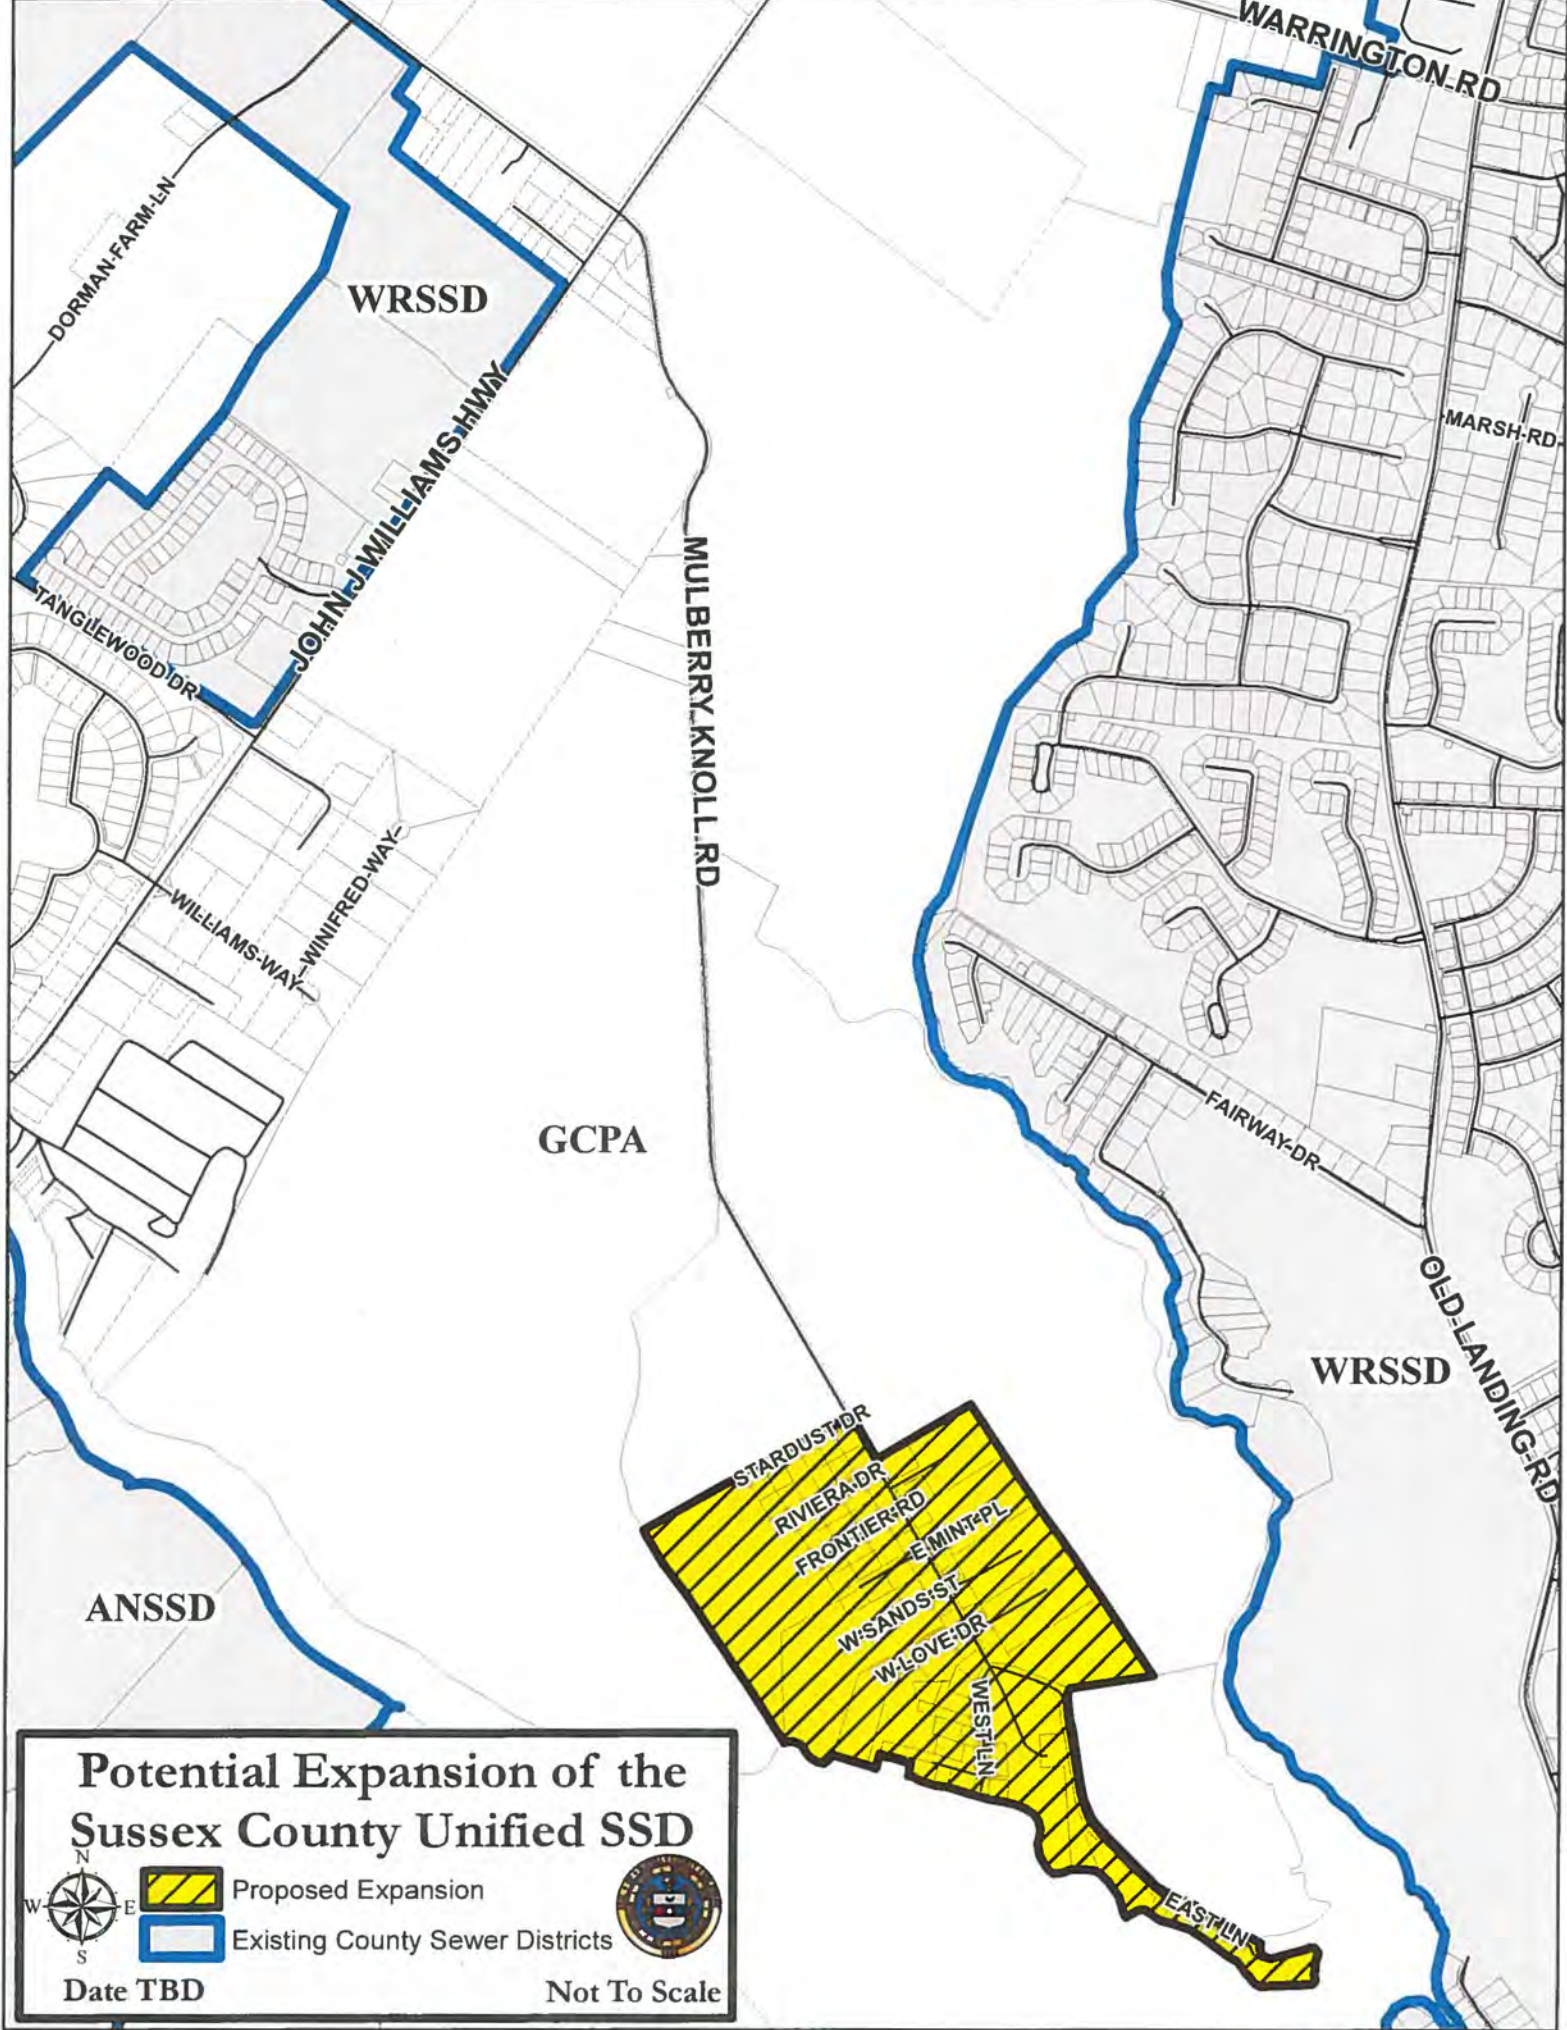 WARRINGTON RD
DORMAN FARM LN
WRSSD
JOHN J WILLIAMS HWY
MARSH RD
MULBERRY KNOLL RD
TANGLEWOOD DR
WINIFRED WAY
WILLIAMS WAY
GCPA
FAIRWAY DR
OLD LANDING RD
WRSSD
STARDUST DR
RIVIERA DR
FRONTIER RD
E MINT PL
ANSSD
W SANDS ST
W LOVE DR
WEST LN
EAST LN
Potential Expansion of the
Sussex County Unified SSD
N
W E
S
Proposed Expansion
Existing County Sewer Districts
Date TBD
Not To Scale